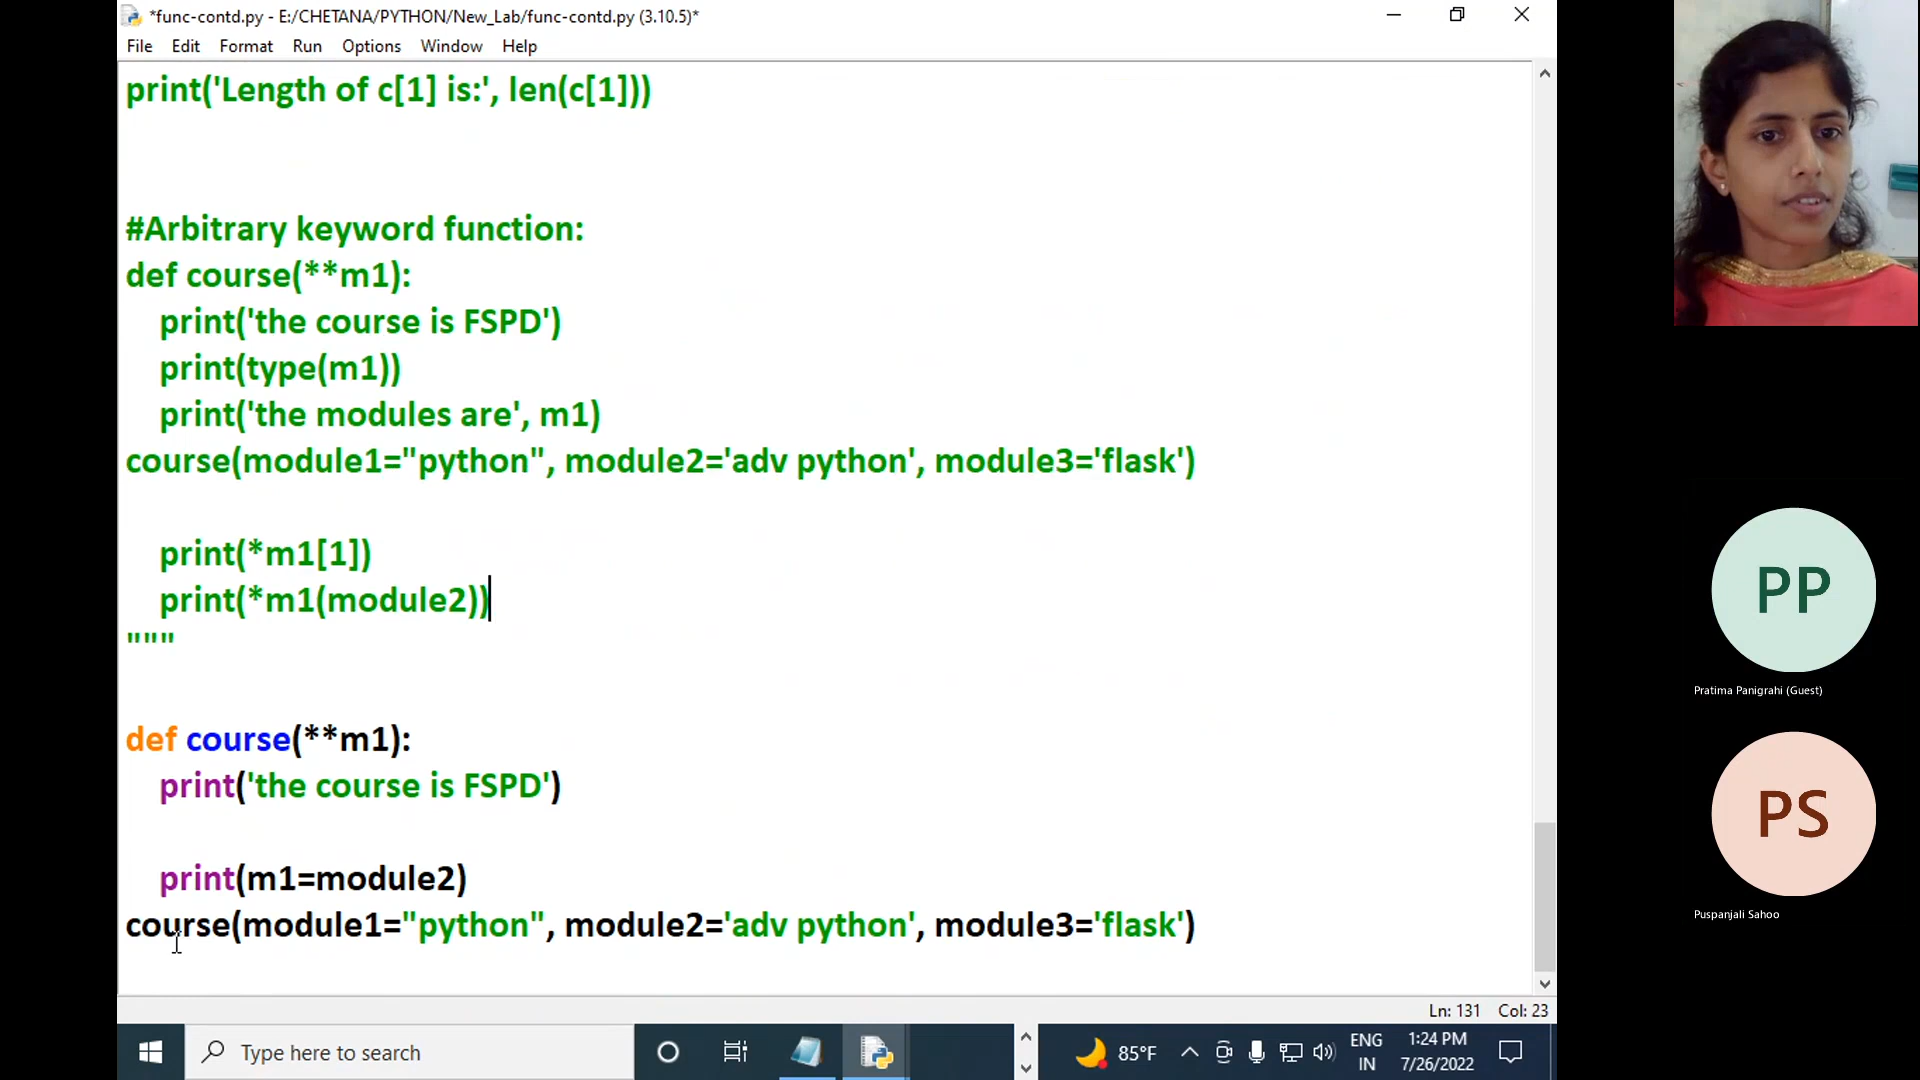 *func-contd.py - E:/CHETANA/PYTHON/New_Lab/func-contd.py (3.10.5)*
File Edit Format Run Options Window Help
print('Length of c[1] is:', len(c[1]))
#Arbitrary keyword function:
def course(**m1):
    print('the course is FSPD')
    print(type(m1))
    print('the modules are', m1)
course(module1="python", module2='adv python', module3='flask')
    print(*m1[1])
    print(*m1(module2))
"""
def course(**m1):
    print('the course is FSPD')
    print(m1=module2)
course(module1="python", module2='adv python', module3='flask')
Ln: 131 Col: 23
Type here to search
85°F
ENG
IN
1:24 PM
7/26/2022
PP
Pratima Panigrahi (Guest)
PS
Puspanjali Sahoo